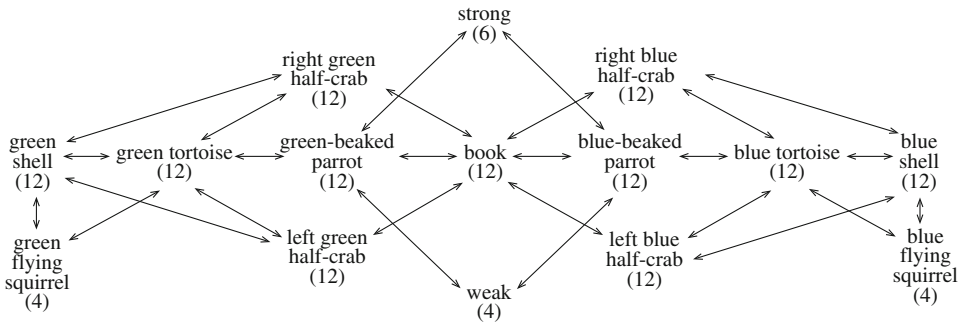 strong
(6)
right green
half-crab
(12)
right blue
half-crab
(12)
green
shell
(12)
green tortoise
(12)
green-beaked
parrot
(12)
book
(12)
blue-beaked
parrot
(12)
blue tortoise
(12)
blue
shell
(12)
green
flying
squirrel
(4)
left green
half-crab
(12)
weak
(4)
left blue
half-crab
(12)
blue
flying
squirrel
(4)